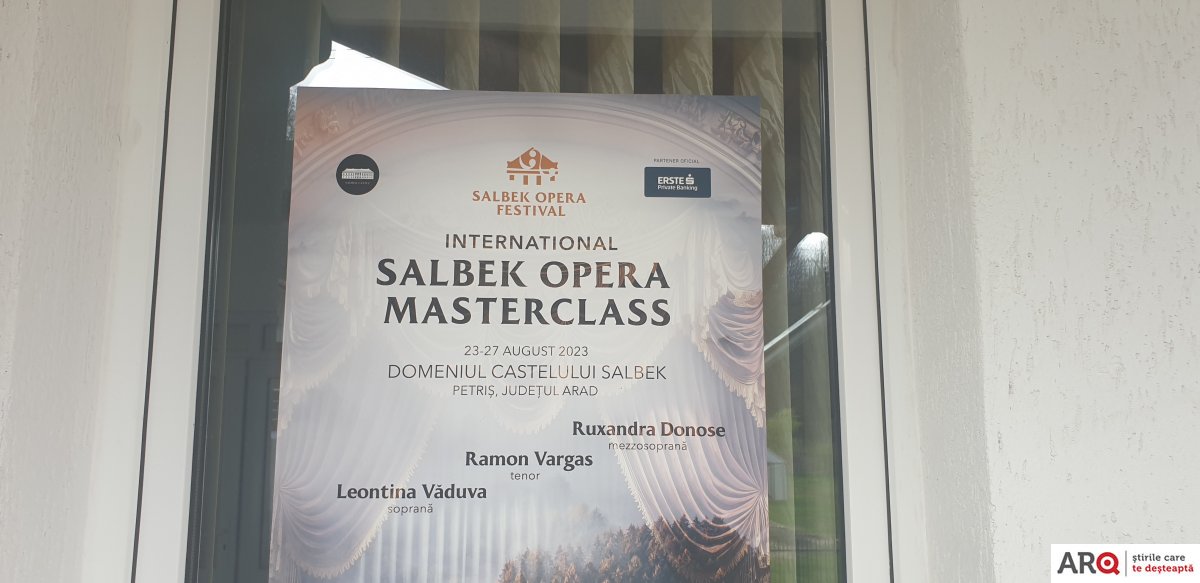 PARTENER OFICIAL
ERSTE
Private Banking
SALBEK OPERA
FESTIVAL
INTERNATIONAL
SALBEK OPERA
MASTERCLASS
23-27 AUGUST 2023
DOMENIUL CASTELULUI SALBEK
PETRIȘ, JUDEȚUL ARAD
Ruxandra Donose
mezzosoprană
Ramon Vargas
tenor
Leontina Văduva
soprană
ARQ
știrile care
te deșteaptă